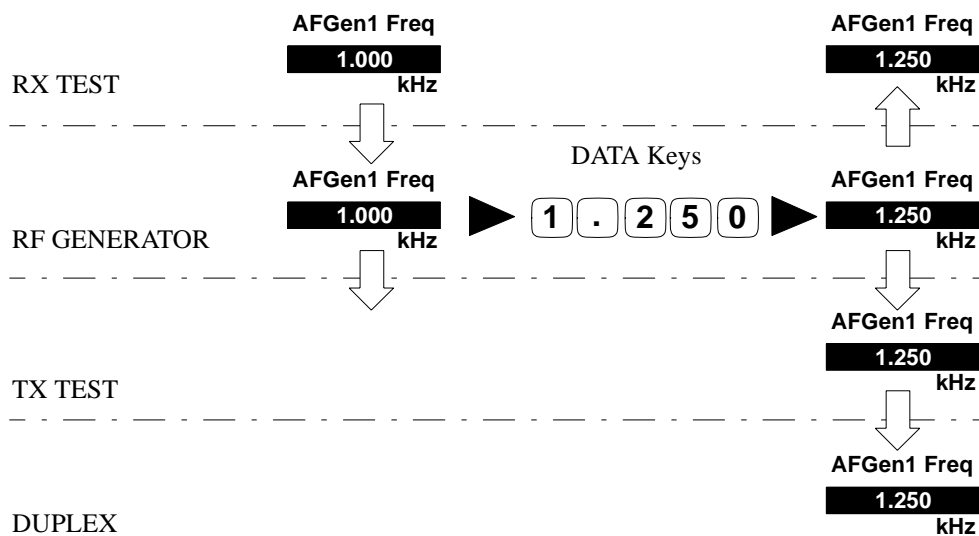 AFGen1 Freq AFGen1 Freq
1.000 1.250
RX TEST kHz kHz
DATA Keys
AFGen1 Freq AFGen1 Freq
1.000 1 . 2 5 0 1.250
RF GENERATOR kHz kHz
AFGen1 Freq
1.250
TX TEST kHz
AFGen1 Freq
1.250
DUPLEX kHz